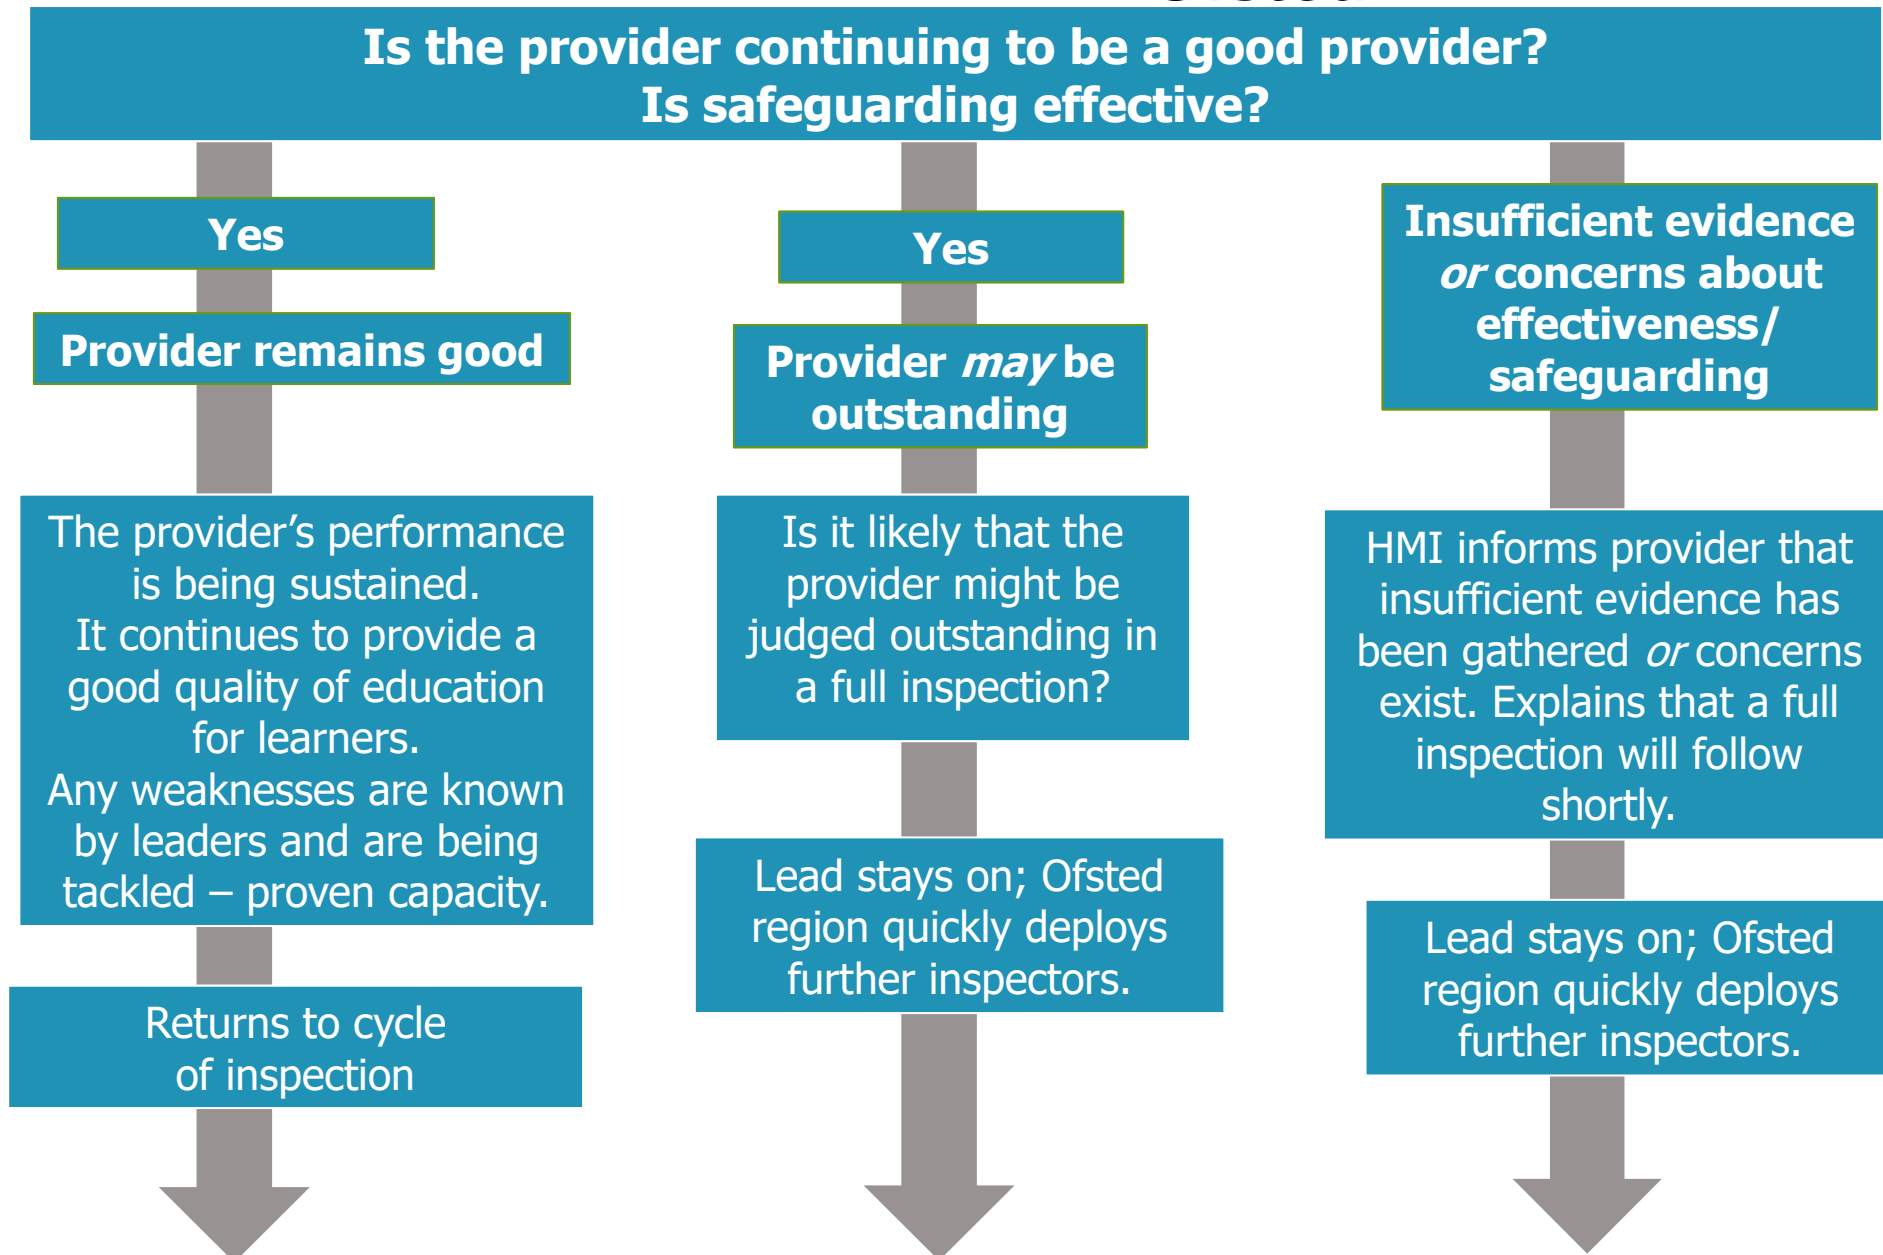 Is the provider continuing to be a good provider?
Is safeguarding effective?
Yes
Provider remains good
The provider’s performance
is being sustained.
It continues to provide a
good quality of education
for learners.
Any weaknesses are known
by leaders and are being
tackled – proven capacity.
Returns to cycle
of inspection
Yes
Provider may be
outstanding
Is it likely that the
provider might be
judged outstanding in
a full inspection?
Lead stays on; Ofsted
region quickly deploys
further inspectors.
Insufficient evidence
or concerns about
effectiveness/
safeguarding
HMI informs provider that
insufficient evidence has
been gathered or concerns
exist. Explains that a full
inspection will follow
shortly.
Lead stays on; Ofsted
region quickly deploys
further inspectors.